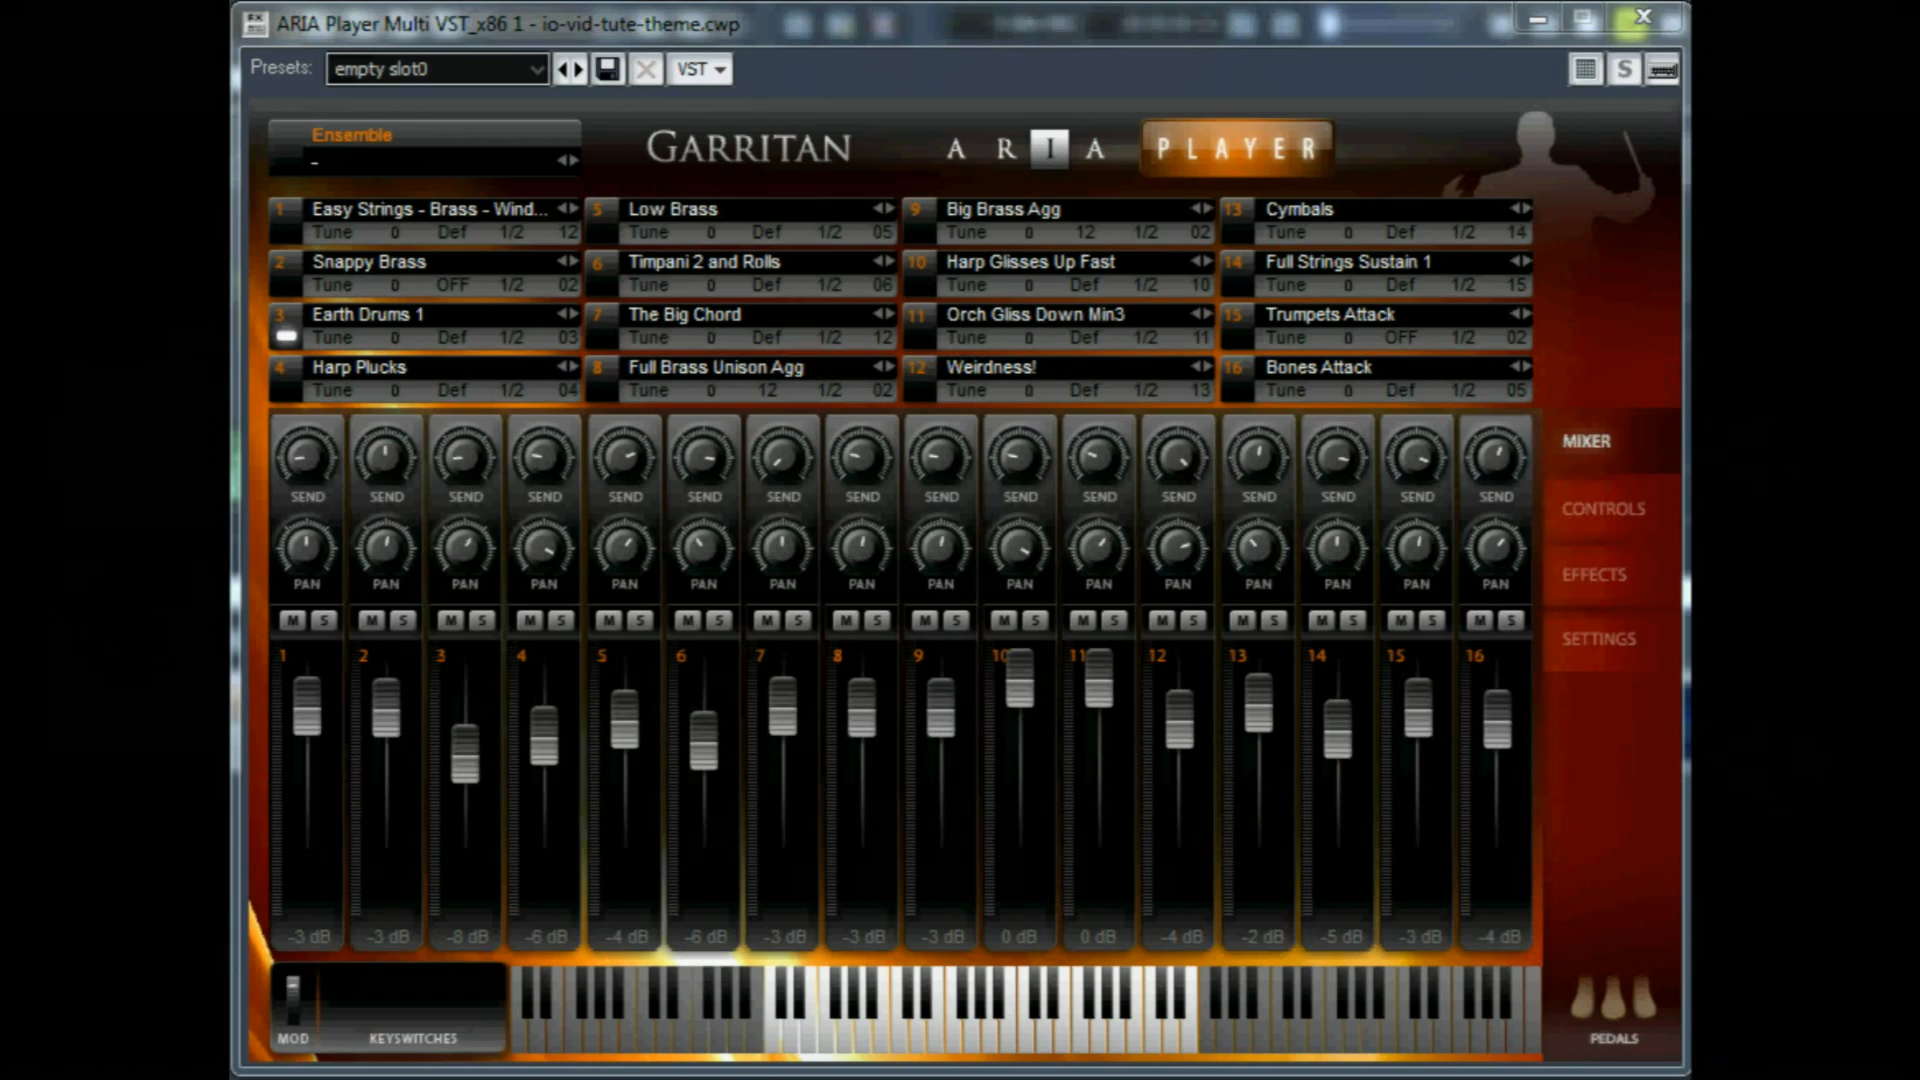 ARIA Player Multi VST_x86 1 - io-vid-tute-theme.cwp
Presets: empty slot0 VST S
Ensemble
-
GARRITAN ARIA PLAYER
1 Easy Strings - Brass - Wind... 5 Low Brass 9 Big Brass Agg 13 Cymbals
Tune 0 Def 1/2 12 Tune 0 Def 1/2 05 Tune 0 12 1/2 02 Tune 0 Def 1/2 14
2 Snappy Brass 6 Timpani 2 and Rolls 10 Harp Glisses Up Fast 14 Full Strings Sustain 1
Tune 0 OFF 1/2 02 Tune 0 Def 1/2 06 Tune 0 Def 1/2 10 Tune 0 Def 1/2 15
3 Earth Drums 1 7 The Big Chord 11 Orch Gliss Down Min3 15 Trumpets Attack
Tune 0 Def 1/2 03 Tune 0 Def 1/2 12 Tune 0 Def 1/2 11 Tune 0 OFF 1/2 02
4 Harp Plucks 8 Full Brass Unison Agg 12 Weirdness! 16 Bones Attack
Tune 0 Def 1/2 04 Tune 0 12 1/2 02 Tune 0 Def 1/2 13 Tune 0 Def 1/2 05
MIXER
SEND SEND SEND SEND SEND SEND SEND SEND SEND SEND SEND SEND SEND SEND SEND SEND
CONTROLS
EFFECTS
PAN PAN PAN PAN PAN PAN PAN PAN PAN PAN PAN PAN PAN PAN PAN PAN
M S M S M S M S M S M S M S M S M S M S M S M S M S M S M S M S
SETTINGS
1 2 3 4 5 6 7 8 9 10 11 12 13 14 15 16
-3 dB -3 dB -8 dB -6 dB -4 dB -6 dB -3 dB -3 dB -3 dB 0 dB 0 dB -4 dB -2 dB -5 dB -3 dB -4 dB
MOD KEYSWITCHES PEDALS